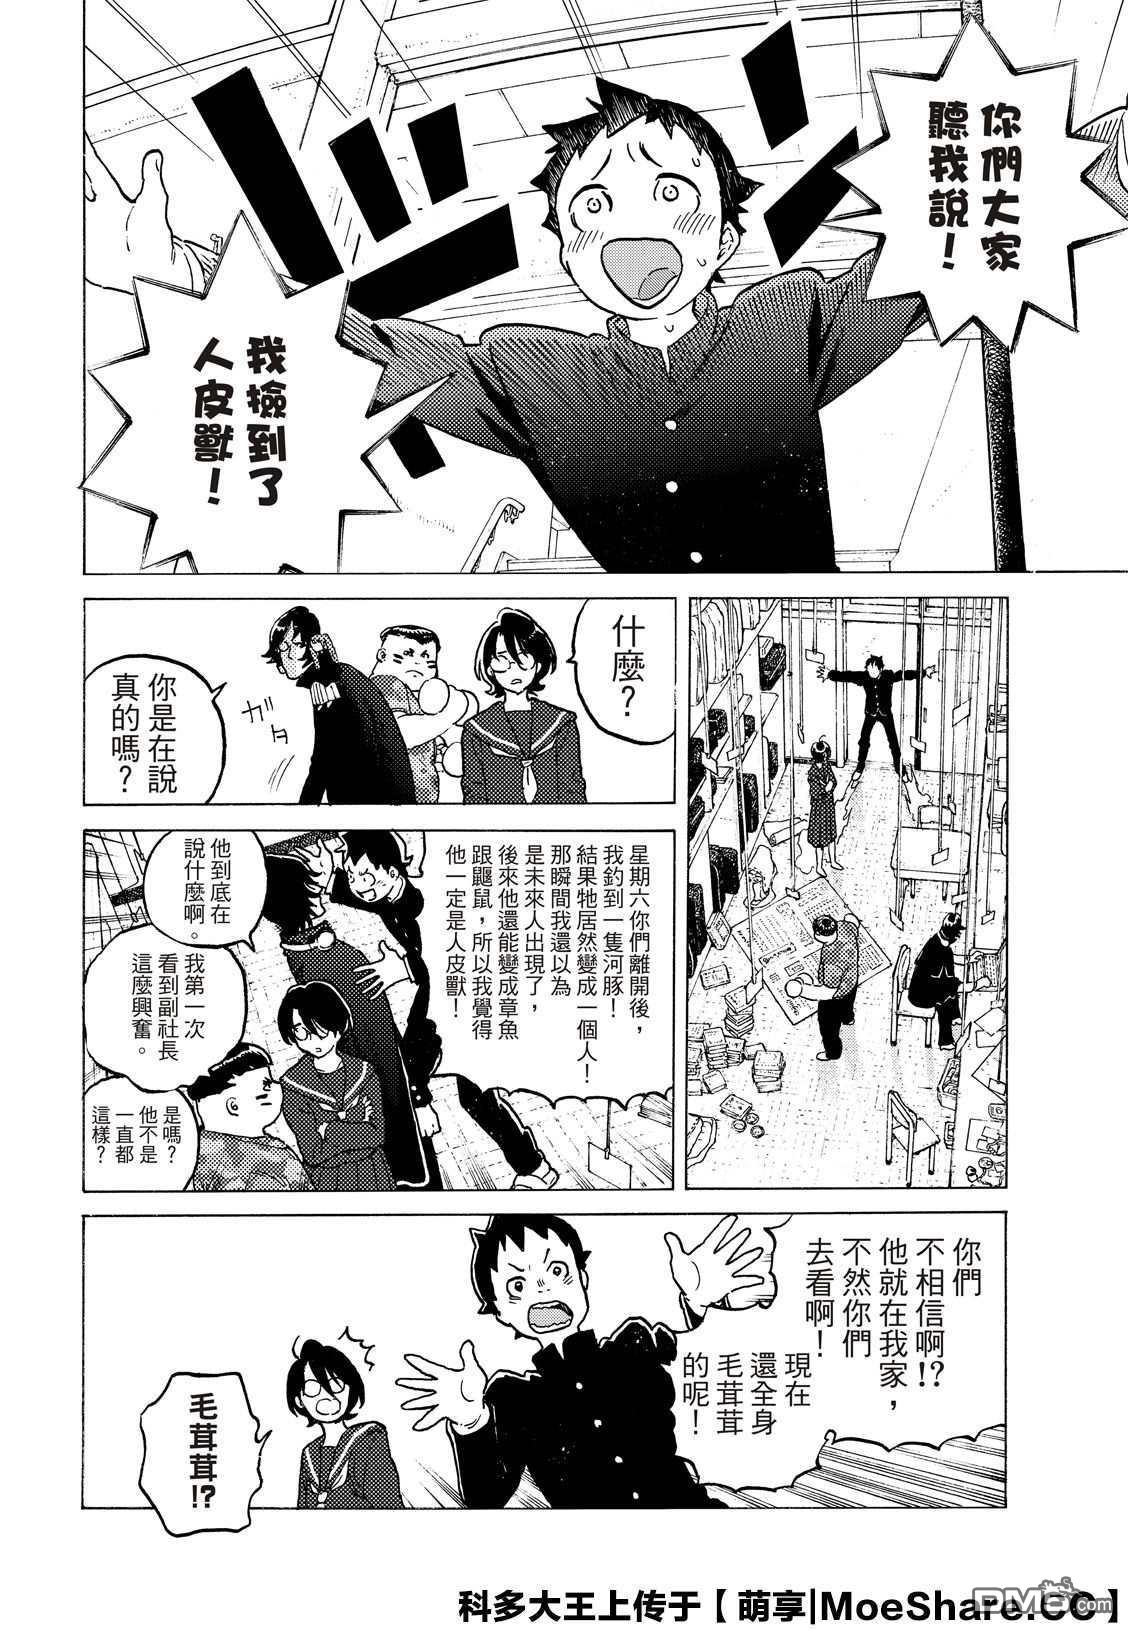 你們大家
聽我說！
我撿到了
人皮獸！
ドドン
什麼？
ガタ
你是在說
真的嗎？
星期六你們離開後，
我釣到一隻河豚！
結果牠居然變成一個人！
那瞬間我還以為
是未來人出現了，
後來他還能變成章魚
跟鼴鼠，所以我覺得
他一定是人皮獸！
他到底在
說什麼啊。
我第一次
看到副社長
這麼興奮。
是嗎？
他不是
一直都
這樣？
你們
不相信啊!?
他就在我家，
不然你們
去看啊！
現在
還全身
毛茸茸
的呢！
毛茸茸!?
科多大王上传于【萌享|MoeShare.CC】